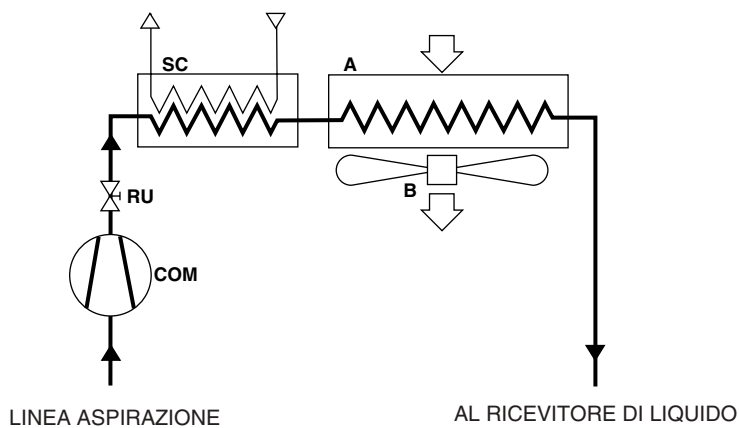 SC
A
RU
B
COM
LINEA ASPIRAZIONE
AL RICEVITORE DI LIQUIDO